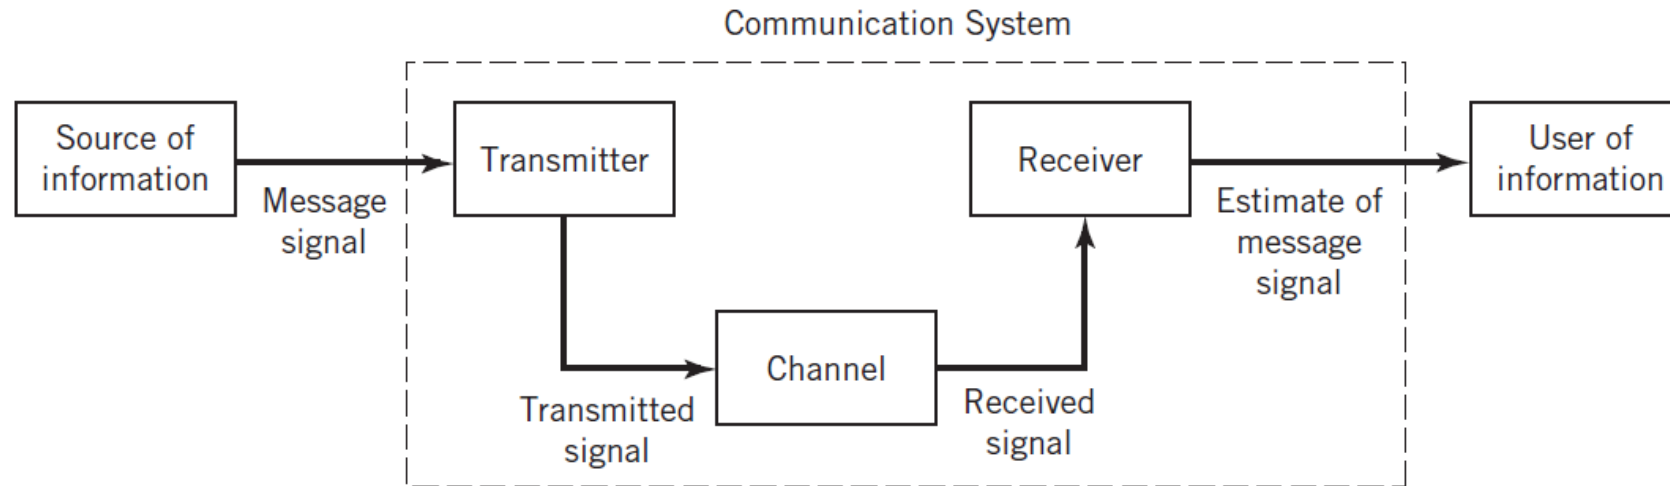 Communication System
Source of
information
Message
signal
Transmitter
Transmitted
signal
Channel
Received
signal
Receiver
Estimate of
message
signal
User of
information